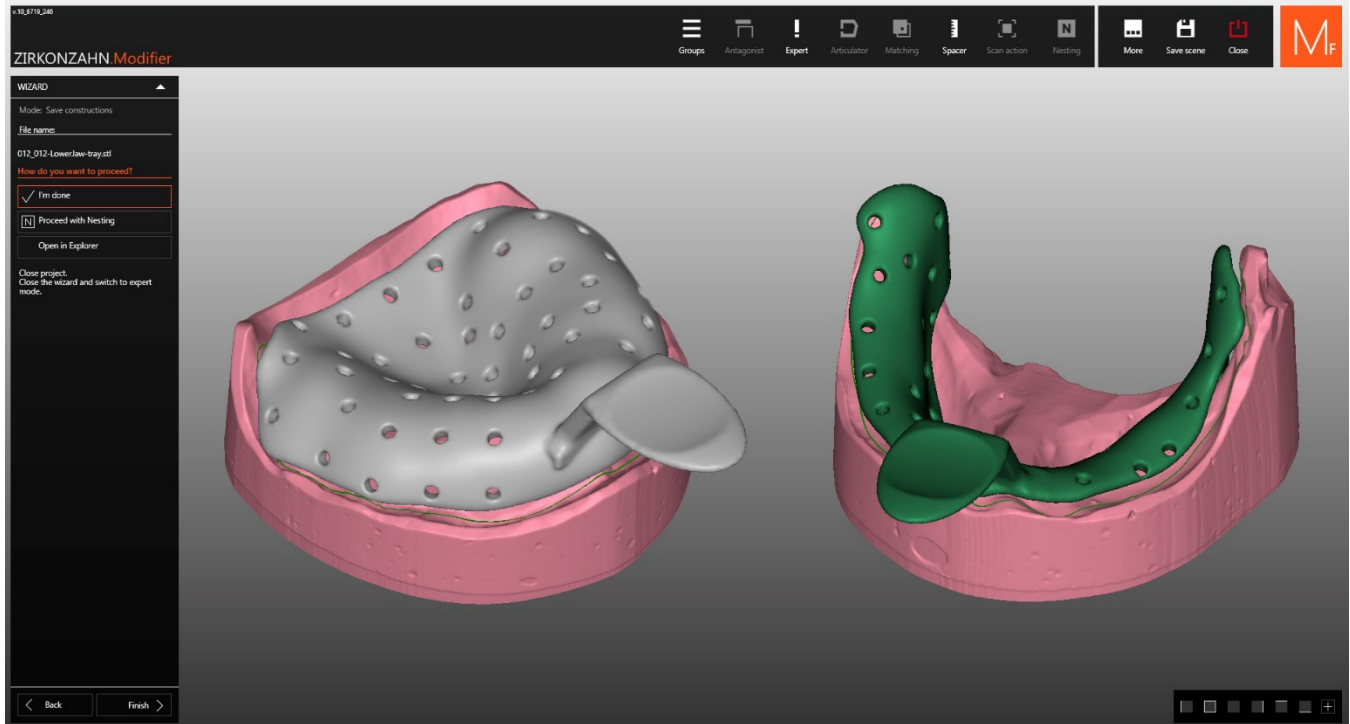 v.10_6719_246
ZIRKONZAHN.Modifier
Groups
Antagonist
Expert
Articulator
Matching
Spacer
Scan action
Nesting
More
Save scene
Close
MF
WIZARD
Mode: Save constructions
File name:
012_012-LowerJaw-tray.stl
How do you want to proceed?
I'm done
N Proceed with Nesting
Open in Explorer
Close project.
Close the wizard and switch to expert
mode.
Back
Finish